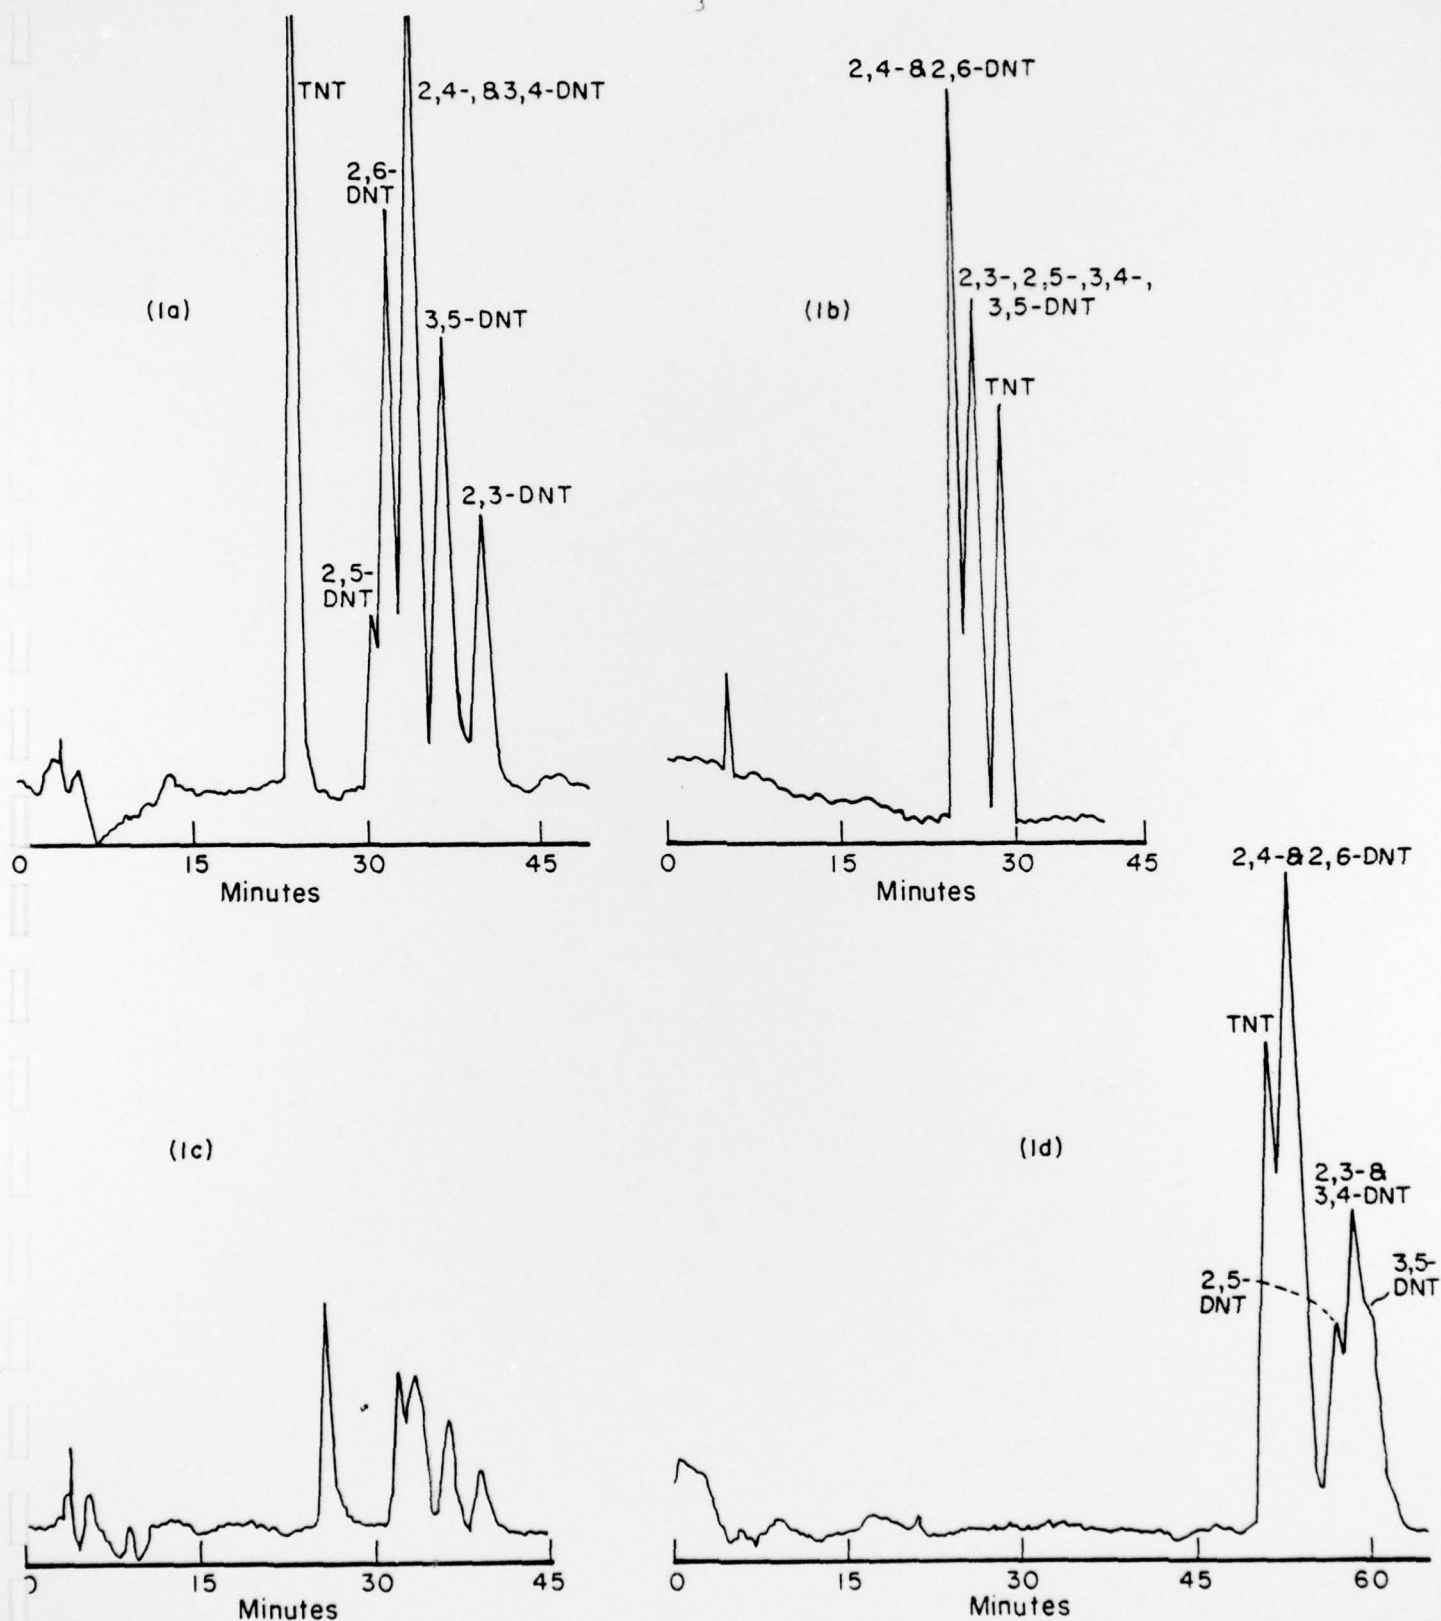 3
TNT
2,4-,&3,4-DNT
2,6-
DNT
(1a)
3,5-DNT
2,3-DNT
2,5-
DNT
0 15 30 45
Minutes
2,4-&2,6-DNT
(1b)
2,3-,2,5-,3,4-,
3,5-DNT
TNT
0 15 30 45
Minutes
(1c)
0 15 30 45
Minutes
2,4-&2,6-DNT
TNT
(1d)
2,3-&
3,4-DNT
2,5-
DNT
3,5-
DNT
0 15 30 45 60
Minutes